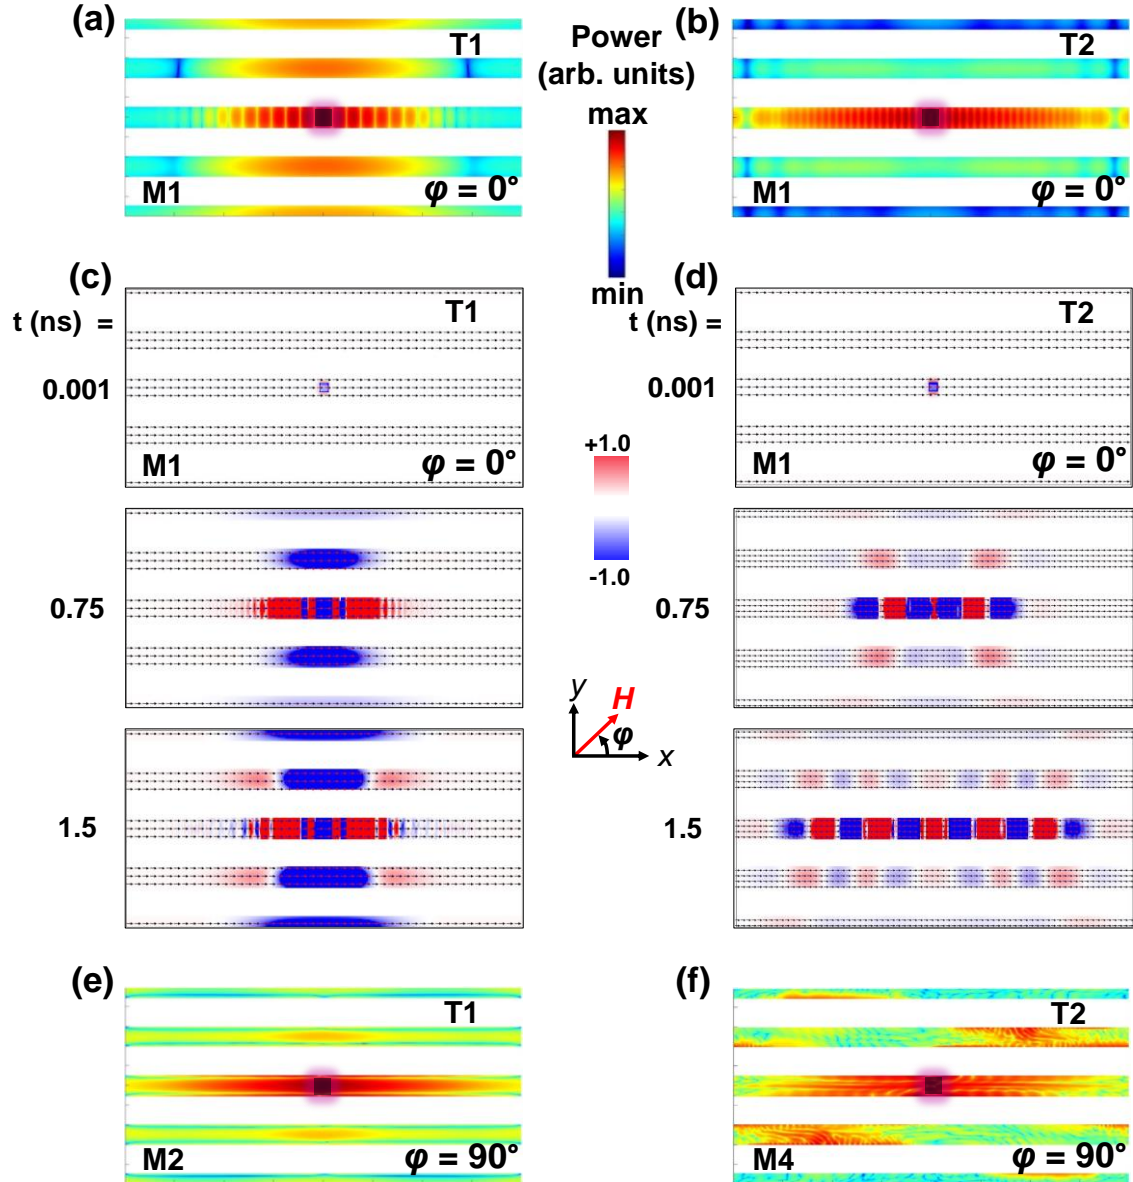 (a)
T1
M1
φ = 0°
Power
(arb. units)
max
min
(b)
T2
M1
φ = 0°
(c)
t (ns) =
T1
0.001
M1
φ = 0°
0.75
1.5
+1.0
-1.0
y
H
φ
x
(d)
t (ns) =
T2
0.001
M1
φ = 0°
0.75
1.5
(e)
T1
M2
φ = 90°
(f)
T2
M4
φ = 90°